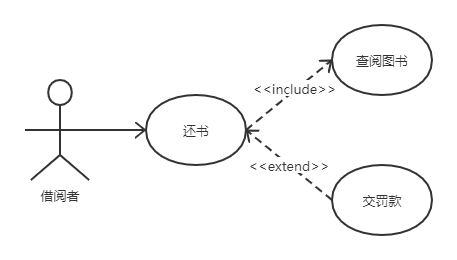 查阅图书
<<include>>
还书
<<extend>>
借阅者
交罚款